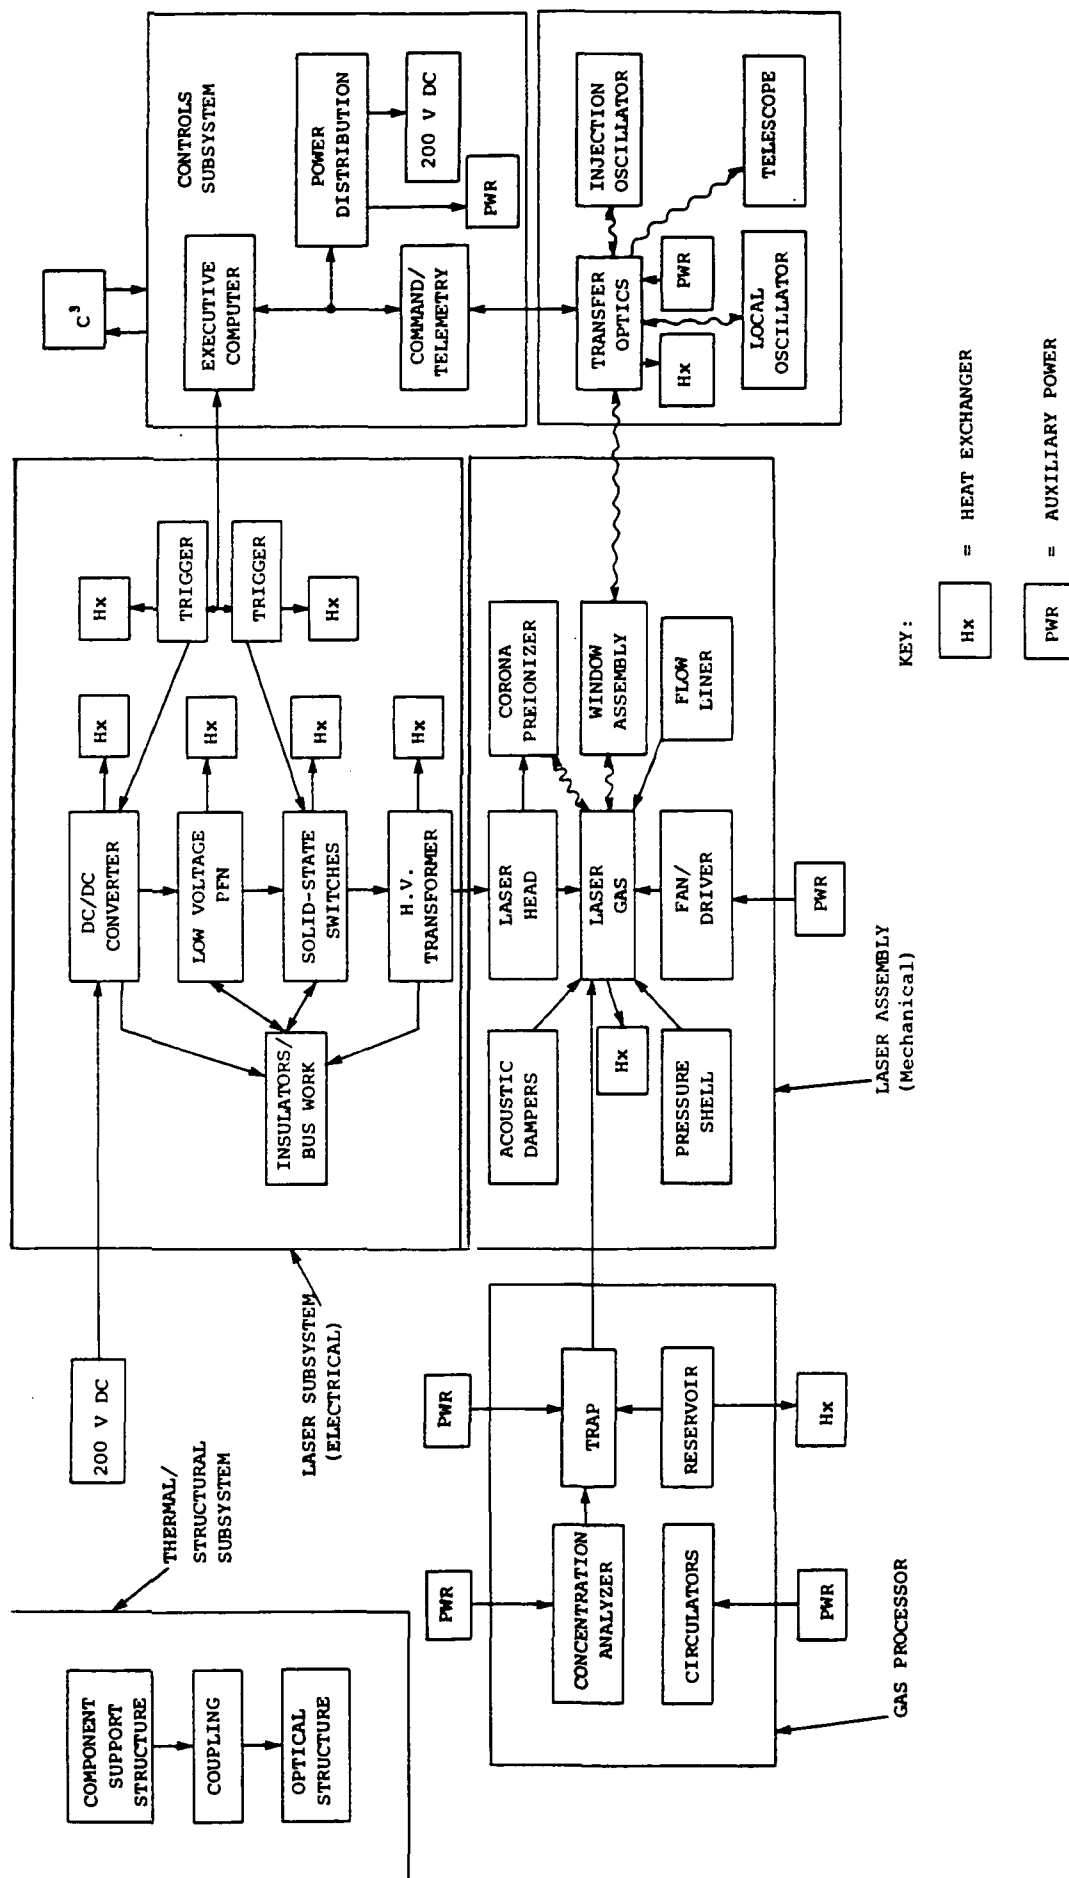 COMPONENT
SUPPORT
STRUCTURE
COUPLING
OPTICAL
STRUCTURE
THERMAL/
STRUCTURAL
SUBSYSTEM
200 V DC
LASER SUBSYSTEM
(ELECTRICAL)
DC/DC
CONVERTER
Hx
LOW VOLTAGE
PFN
Hx
SOLID-STATE
SWITCHES
Hx
H.V.
TRANSFORMER
Hx
INSULATORS/
BUS WORK
Hx
TRIGGER
TRIGGER
Hx
C³
CONTROLS
SUBSYSTEM
EXECUTIVE
COMPUTER
POWER
DISTRIBUTION
200 V DC
PWR
COMMAND/
TELEMETRY
PWR
PWR
CONCENTRATION
ANALYZER
TRAP
CIRCULATORS
RESERVOIR
PWR
Hx
GAS PROCESSOR
ACOUSTIC
DAMPERS
LASER
HEAD
CORONA
PREIONIZER
Hx
LASER
GAS
WINDOW
ASSEMBLY
PRESSURE
SHELL
FAN/
DRIVER
FLOW
LINER
PWR
LASER ASSEMBLY
(Mechanical)
TRANSFER
OPTICS
INJECTION
OSCILLATOR
Hx
PWR
LOCAL
OSCILLATOR
TELESCOPE
KEY:
Hx = HEAT EXCHANGER
PWR = AUXILIARY POWER